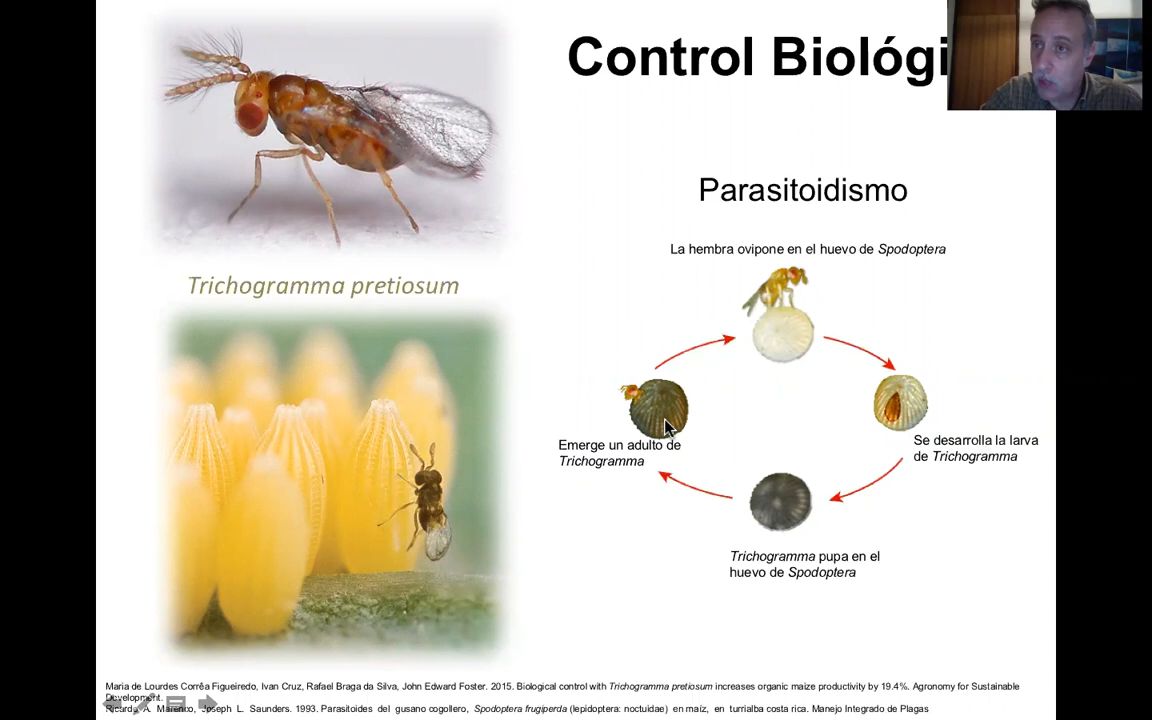 Control Biológi
Parasitoidismo
La hembra ovipone en el huevo de Spodoptera
Trichogramma pretiosum
Emerge un adulto de
Trichogramma
Se desarrolla la larva
de Trichogramma
Trichogramma pupa en el
huevo de Spodoptera
Maria de Lourdes Corrêa Figueiredo, Ivan Cruz, Rafael Braga da Silva, John Edward Foster. 2015. Biological control with Trichogramma pretiosum increases organic maize productivity by 19.4%. Agronomy for Sustainable
Development.
Ricardo A. Marenco, Joseph L. Saunders. 1993. Parasitoides del gusano cogollero, Spodoptera frugiperda (lepidoptera: noctuidae) en maíz, en turrialba costa rica. Manejo Integrado de Plagas